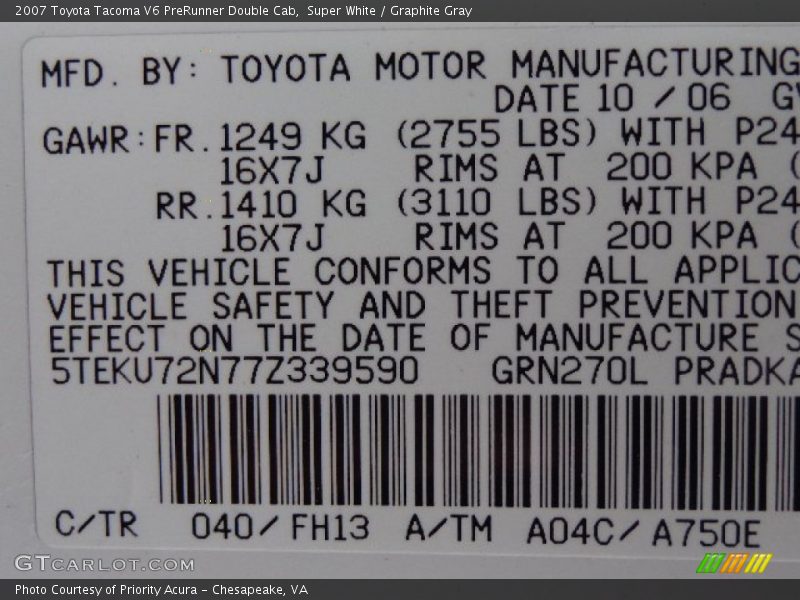 2007 Toyota Tacoma V6 PreRunner Double Cab,  Super White / Graphite Gray
MFD. BY: TOYOTA MOTOR MANUFACTURING
DATE 10 / 06 GV
GAWR: FR. 1249 KG (2755 LBS) WITH P24
16X7J RIMS AT 200 KPA (
RR. 1410 KG (3110 LBS) WITH P24
16X7J RIMS AT 200 KPA (
THIS VEHICLE CONFORMS TO ALL APPLIC
VEHICLE SAFETY AND THEFT PREVENTION
EFFECT ON THE DATE OF MANUFACTURE S
5TEKU72N77Z339590 GRN270L PRADKA
C/TR 040/FH13 A/TM A04C/A750E
GTCARLOT.COM
Photo Courtesy of Priority Acura – Chesapeake, VA